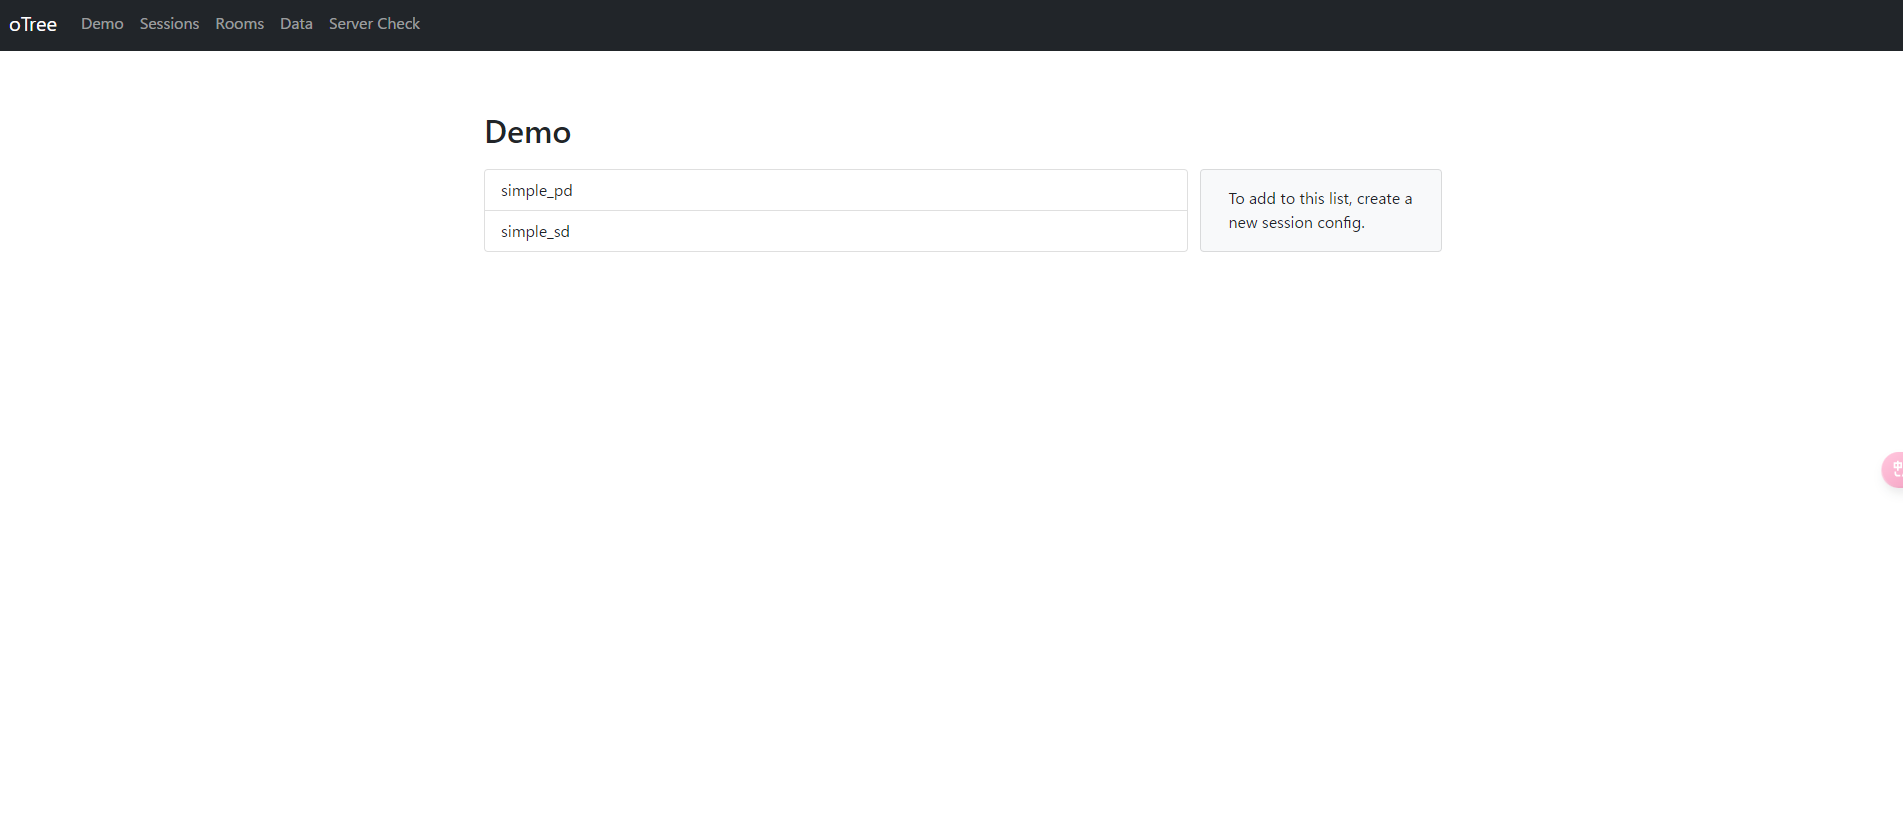 oTree Demo Sessions Rooms Data Server Check
Demo
simple_pd
simple_sd
To add to this list, create a
new session config.